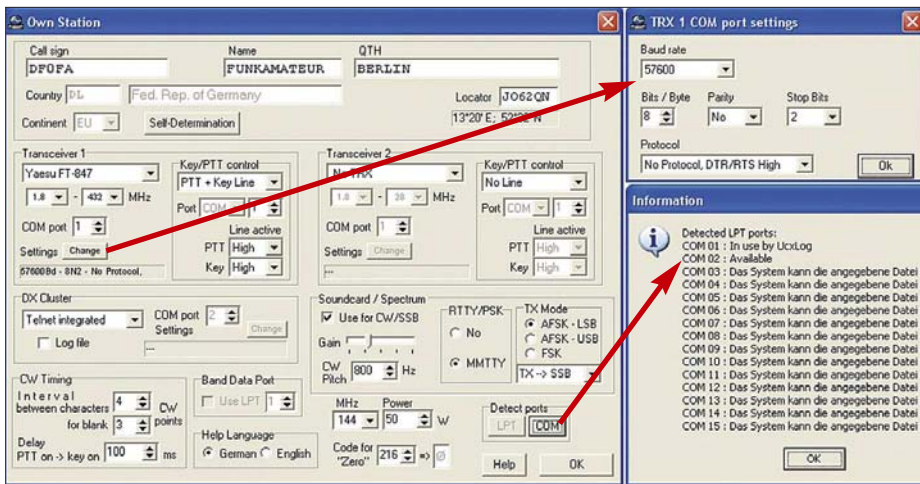 Own Station
Call sign
Name
QTH
DF0FA
FUNKAMATEUR
BERLIN
Country DL
Fed. Rep. of Germany
Locator JO62QN
Continent EU
Self-Determination
13°20' E;
Transceiver 1
Yaesu FT-847
1.8 - 432 MHz
COM port 1
Settings Change
57600Bd - 8N2 - No Protocol,
Key/PTT control
PTT + Key Line
Port COM 1
Line active
PTT High
Key High
Transceiver 2
No TRX
1.8 - 30 MHz
COM port 1
Settings Change
---
Key/PTT control
No Line
Port COM 1
Line active
PTT High
Key High
DX Cluster
Telnet integrated
COM port 2
Settings Change
Log file
---
Soundcard / Spectrum
Use for CW/SSB
Gain
CW Pitch 800 Hz
RTTY/PSK
No
MMTTY
TX Mode
AFSK - LSB
AFSK - USB
FSK
TX -> SSB
CW Timing
Interval
between characters 4 CW
for blank 3 points
Delay
PTT on -> key on 100 ms
Band Data Port
Use LPT 1
Help Language
German English
MHz Power
144 50 W
Code for
"Zero" 216 => Ø
Detect ports
LPT COM
Help
OK
TRX 1 COM port settings
Baud rate
57600
Bits / Byte
Parity
Stop Bits
8
No
2
Protocol
No Protocol, DTR/RTS High
Ok
Information
Detected LPT ports:
COM 01 : In use by UcxLog
COM 02 : Available
COM 03 : Das System kann die angegebene Datei
COM 04 : Das System kann die angegebene Datei
COM 05 : Das System kann die angegebene Datei
COM 06 : Das System kann die angegebene Datei
COM 07 : Das System kann die angegebene Datei
COM 08 : Das System kann die angegebene Datei
COM 09 : Das System kann die angegebene Datei
COM 10 : Das System kann die angegebene Datei
COM 11 : Das System kann die angegebene Datei
COM 12 : Das System kann die angegebene Datei
COM 13 : Das System kann die angegebene Datei
COM 14 : Das System kann die angegebene Datei
COM 15 : Das System kann die angegebene Datei
OK